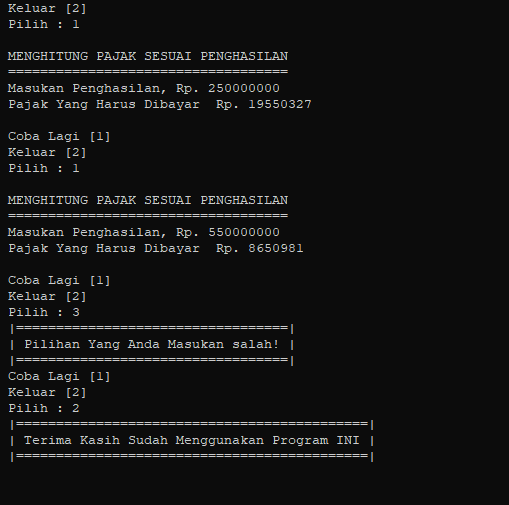 Keluar [2]
Pilih : 1
MENGHITUNG PAJAK SESUAI PENGHASILAN
===================================
Masukan Penghasilan, Rp. 250000000
Pajak Yang Harus Dibayar  Rp. 19550327
Coba Lagi [1]
Keluar [2]
Pilih : 1
MENGHITUNG PAJAK SESUAI PENGHASILAN
===================================
Masukan Penghasilan, Rp. 550000000
Pajak Yang Harus Dibayar  Rp. 8650981
Coba Lagi [1]
Keluar [2]
Pilih : 3
|==================================|
| Pilihan Yang Anda Masukan salah! |
|==================================|
Coba Lagi [1]
Keluar [2]
Pilih : 2
|============================================|
| Terima Kasih Sudah Menggunakan Program INI |
|============================================|